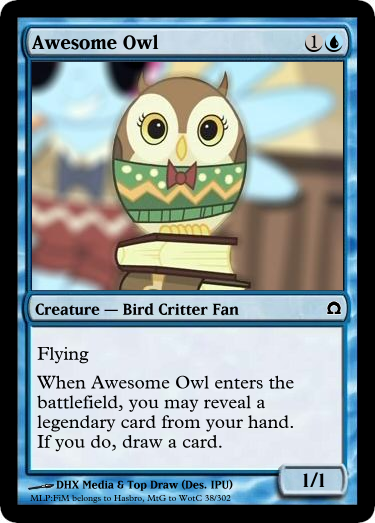 Awesome Owl 1
Creature — Bird Critter Fan Ω
Flying
When Awesome Owl enters the
battlefield, you may reveal a
legendary card from your hand.
If you do, draw a card.
DHX Media & Top Draw (Des. IPU)
1/1
MLP:FiM belongs to Hasbro, MtG to WotC 38/302